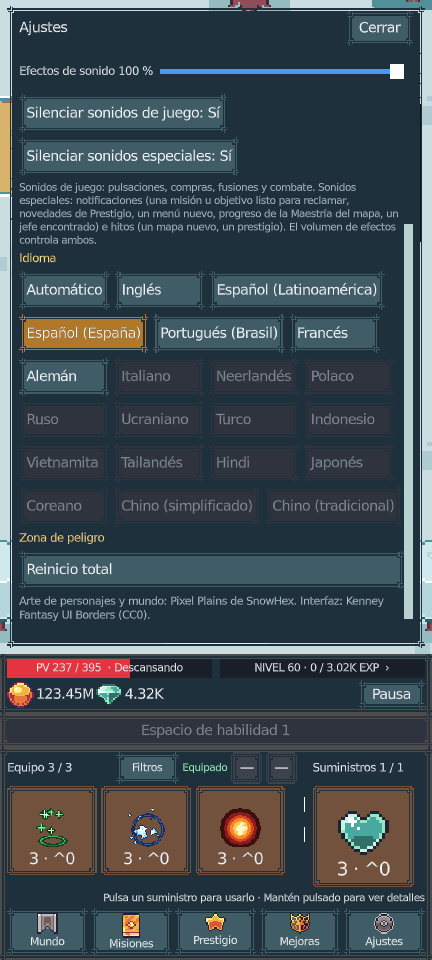 Ajustes
Cerrar
Efectos de sonido 100 %
Silenciar sonidos de juego: Sí
Silenciar sonidos especiales: Sí
Sonidos de juego: pulsaciones, compras, fusiones y combate. Sonidos
especiales: notificaciones (una misión u objetivo listo para reclamar,
novedades de Prestigio, un menú nuevo, progreso de la Maestría del mapa, un
jefe encontrado) e hitos (un mapa nuevo, un prestigio). El volumen de efectos
controla ambos.
Idioma
Automático Inglés Español (Latinoamérica)
Español (España) Portugués (Brasil) Francés
Alemán Italiano Neerlandés Polaco
Ruso Ucraniano Turco Indonesio
Vietnamita Tailandés Hindi Japonés
Coreano Chino (simplificado) Chino (tradicional)
Zona de peligro
Reinicio total
Arte de personajes y mundo: Pixel Plains de SnowHex. Interfaz: Kenney
Fantasy UI Borders (CC0).
PV 237 / 395 · Descansando NIVEL 60 · 0 / 3.02K EXP ›
123.45M 4.32K Pausa
Espacio de habilidad 1
Equipo 3 / 3 Filtros Equipado — — Suministros 1 / 1
3 · ^0 3 · ^0 3 · ^0 3 · ^0
Pulsa un suministro para usarlo · Mantén pulsado para ver detalles
Mundo Misiones Prestigio Mejoras Ajustes